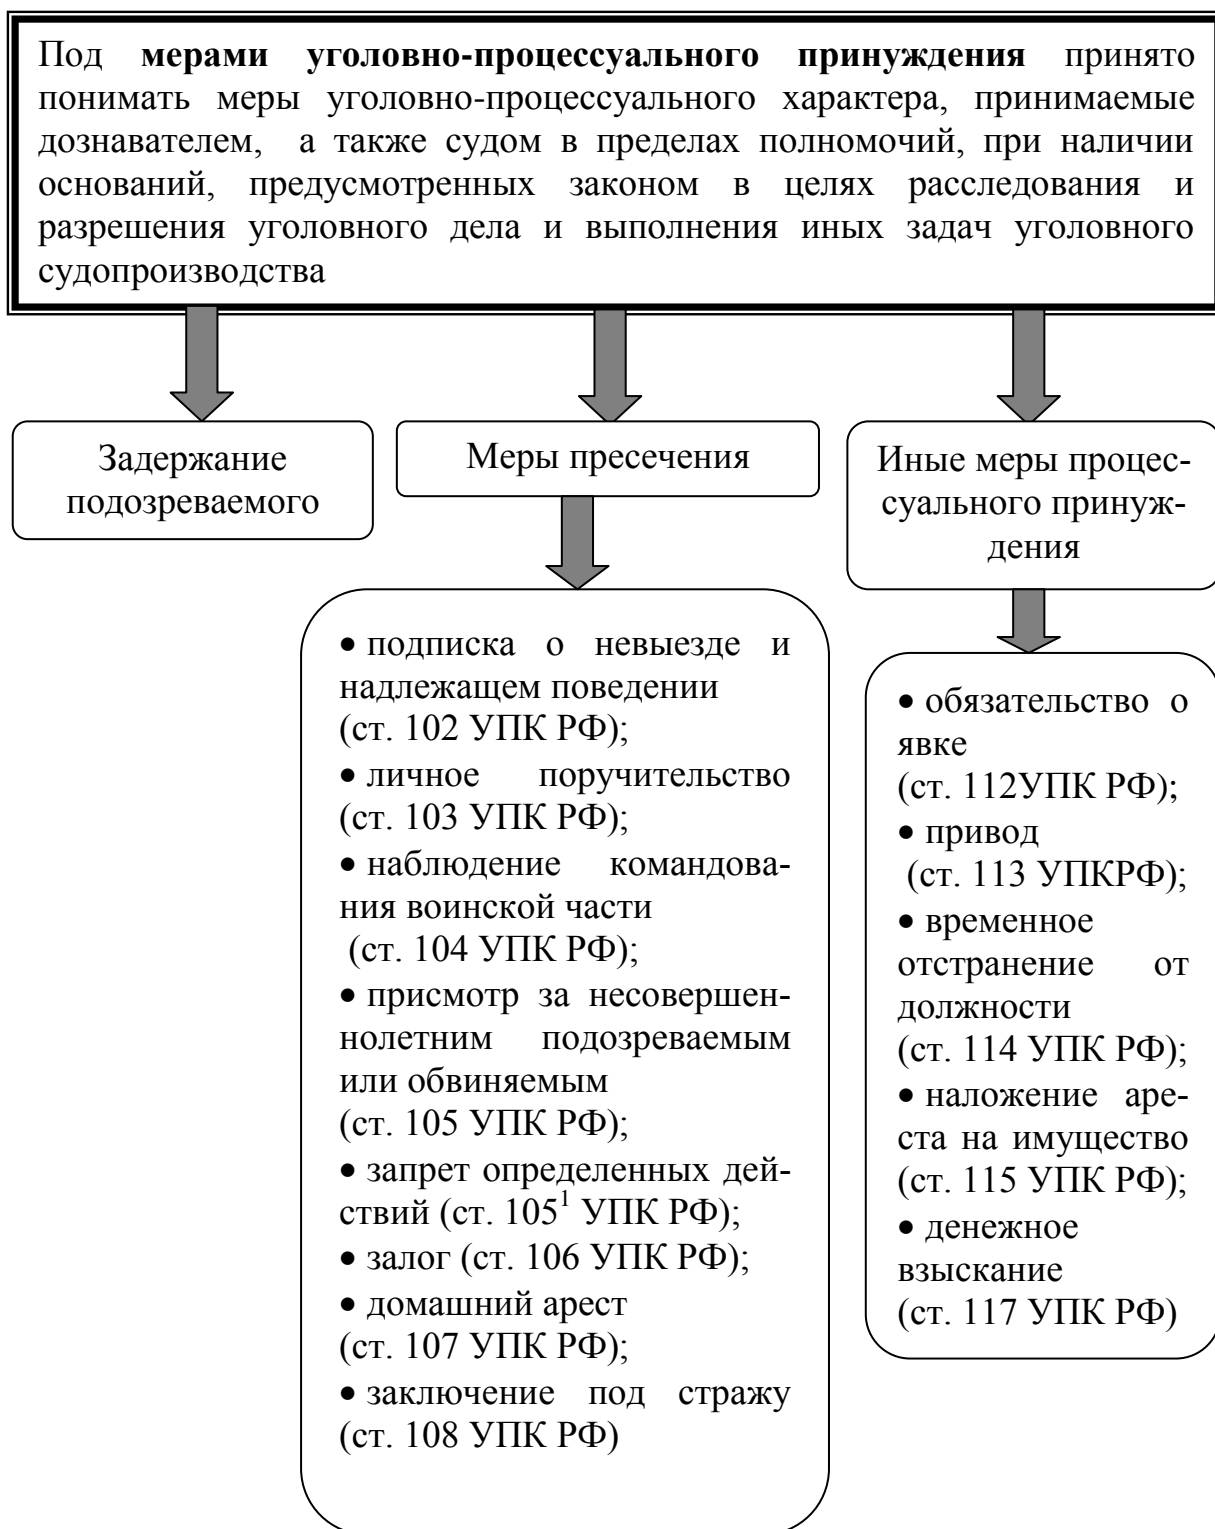 Под мерами уголовно-процессуального принуждения принято
понимать меры уголовно-процессуального характера, принимаемые
дознавателем, а также судом в пределах полномочий, при наличии
оснований, предусмотренных законом в целях расследования и
разрешения уголовного дела и выполнения иных задач уголовного
судопроизводства
Задержание
подозреваемого
Меры пресечения
• подписка о невыезде и
надлежащем поведении
(ст. 102 УПК РФ);
• личное поручительство
(ст. 103 УПК РФ);
• наблюдение командова-
ния воинской части
(ст. 104 УПК РФ);
• присмотр за несовершен-
нолетним подозреваемым
или обвиняемым
(ст. 105 УПК РФ);
• запрет определенных дей-
ствий (ст. 105¹ УПК РФ);
• залог (ст. 106 УПК РФ);
• домашний арест
(ст. 107 УПК РФ);
• заключение под стражу
(ст. 108 УПК РФ)
Иные меры процес-
суального принуж-
дения
• обязательство о
явке
(ст. 112УПК РФ);
• привод
(ст. 113 УПКРФ);
• временное
отстранение от
должности
(ст. 114 УПК РФ);
• наложение аре-
ста на имущество
(ст. 115 УПК РФ);
• денежное
взыскание
(ст. 117 УПК РФ)